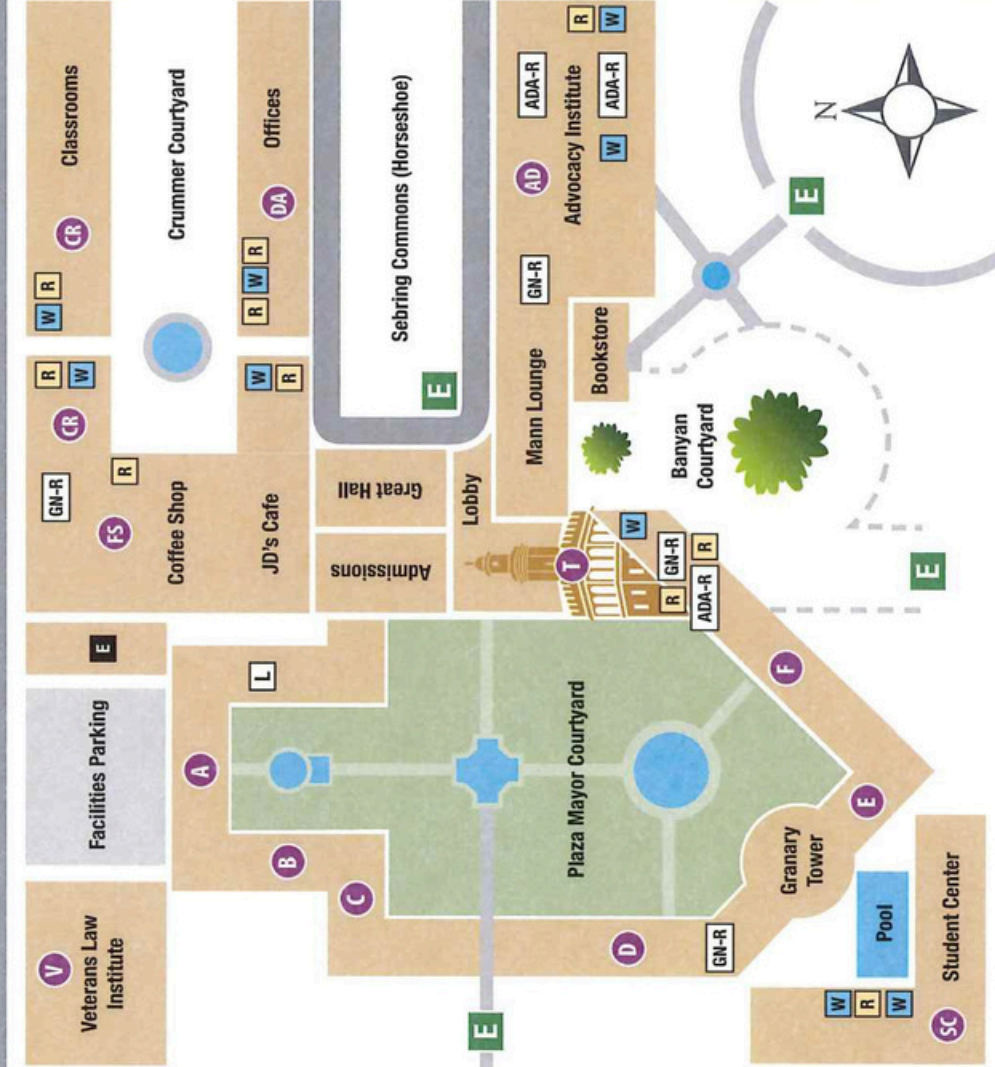 V
Veterans Law
Institute
Facilities Parking
E
GN-R
CR
R
W
W
R
CR
Classrooms
FS
R
Coffee Shop
Crummer Courtyard
A
L
JD's Cafe
W
R
R
W
R
DA
Offices
B
C
Admissions
Great Hall
Sebring Commons (Horseshoe)
E
E
Lobby
T
Mann Lounge
GN-R
AD
ADA-R
R
W
Advocacy Institute
W
ADA-R
Plaza Mayor Courtyard
Bookstore
D
GN-R
R
ADA-R
W
GN-R
R
Banyan
Courtyard
E
N
F
Granary
Tower
E
W
R
W
Pool
SC
Student Center
E